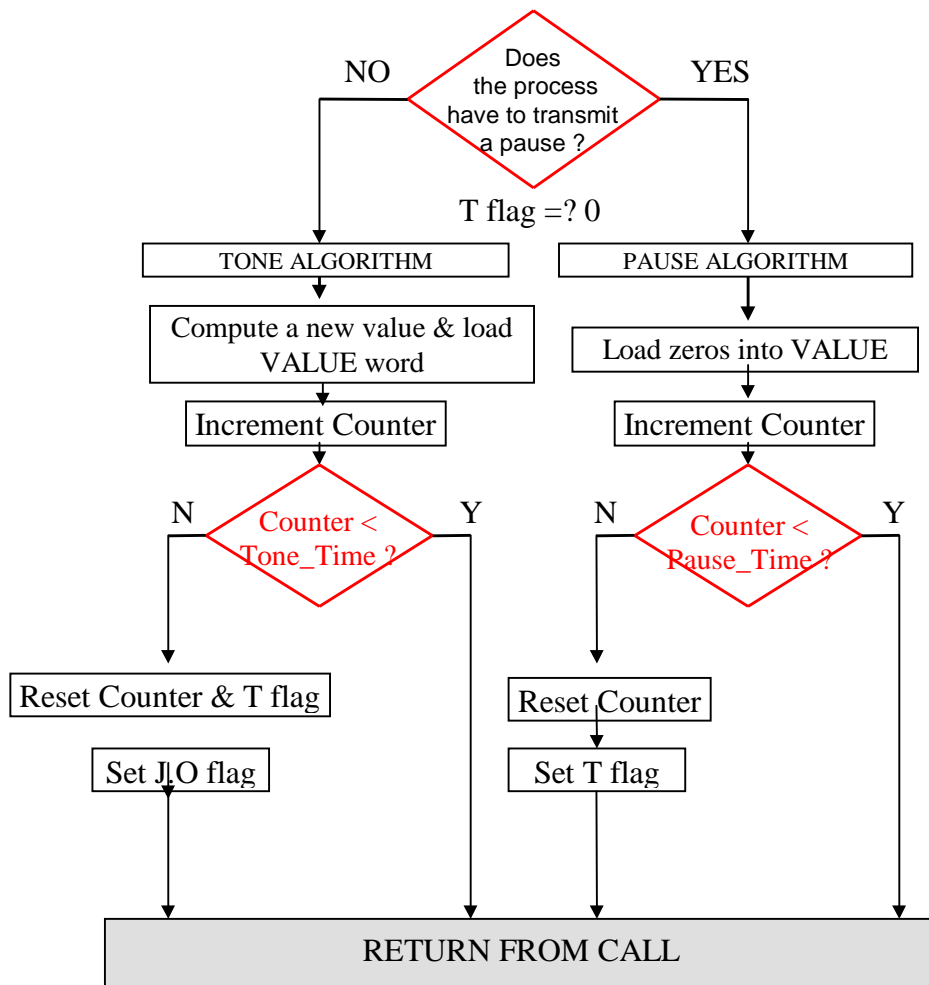 Does
the process
have to transmit
a pause ?
NO
YES
T flag =? 0
TONE ALGORITHM
PAUSE ALGORITHM
Compute a new value & load
VALUE word
Load zeros into VALUE
Increment Counter
Increment Counter
N
Counter <
Tone_Time ?
Y
N
Counter <
Pause_Time ?
Y
Reset Counter & T flag
Reset Counter
Set J.O flag
Set T flag
RETURN FROM CALL